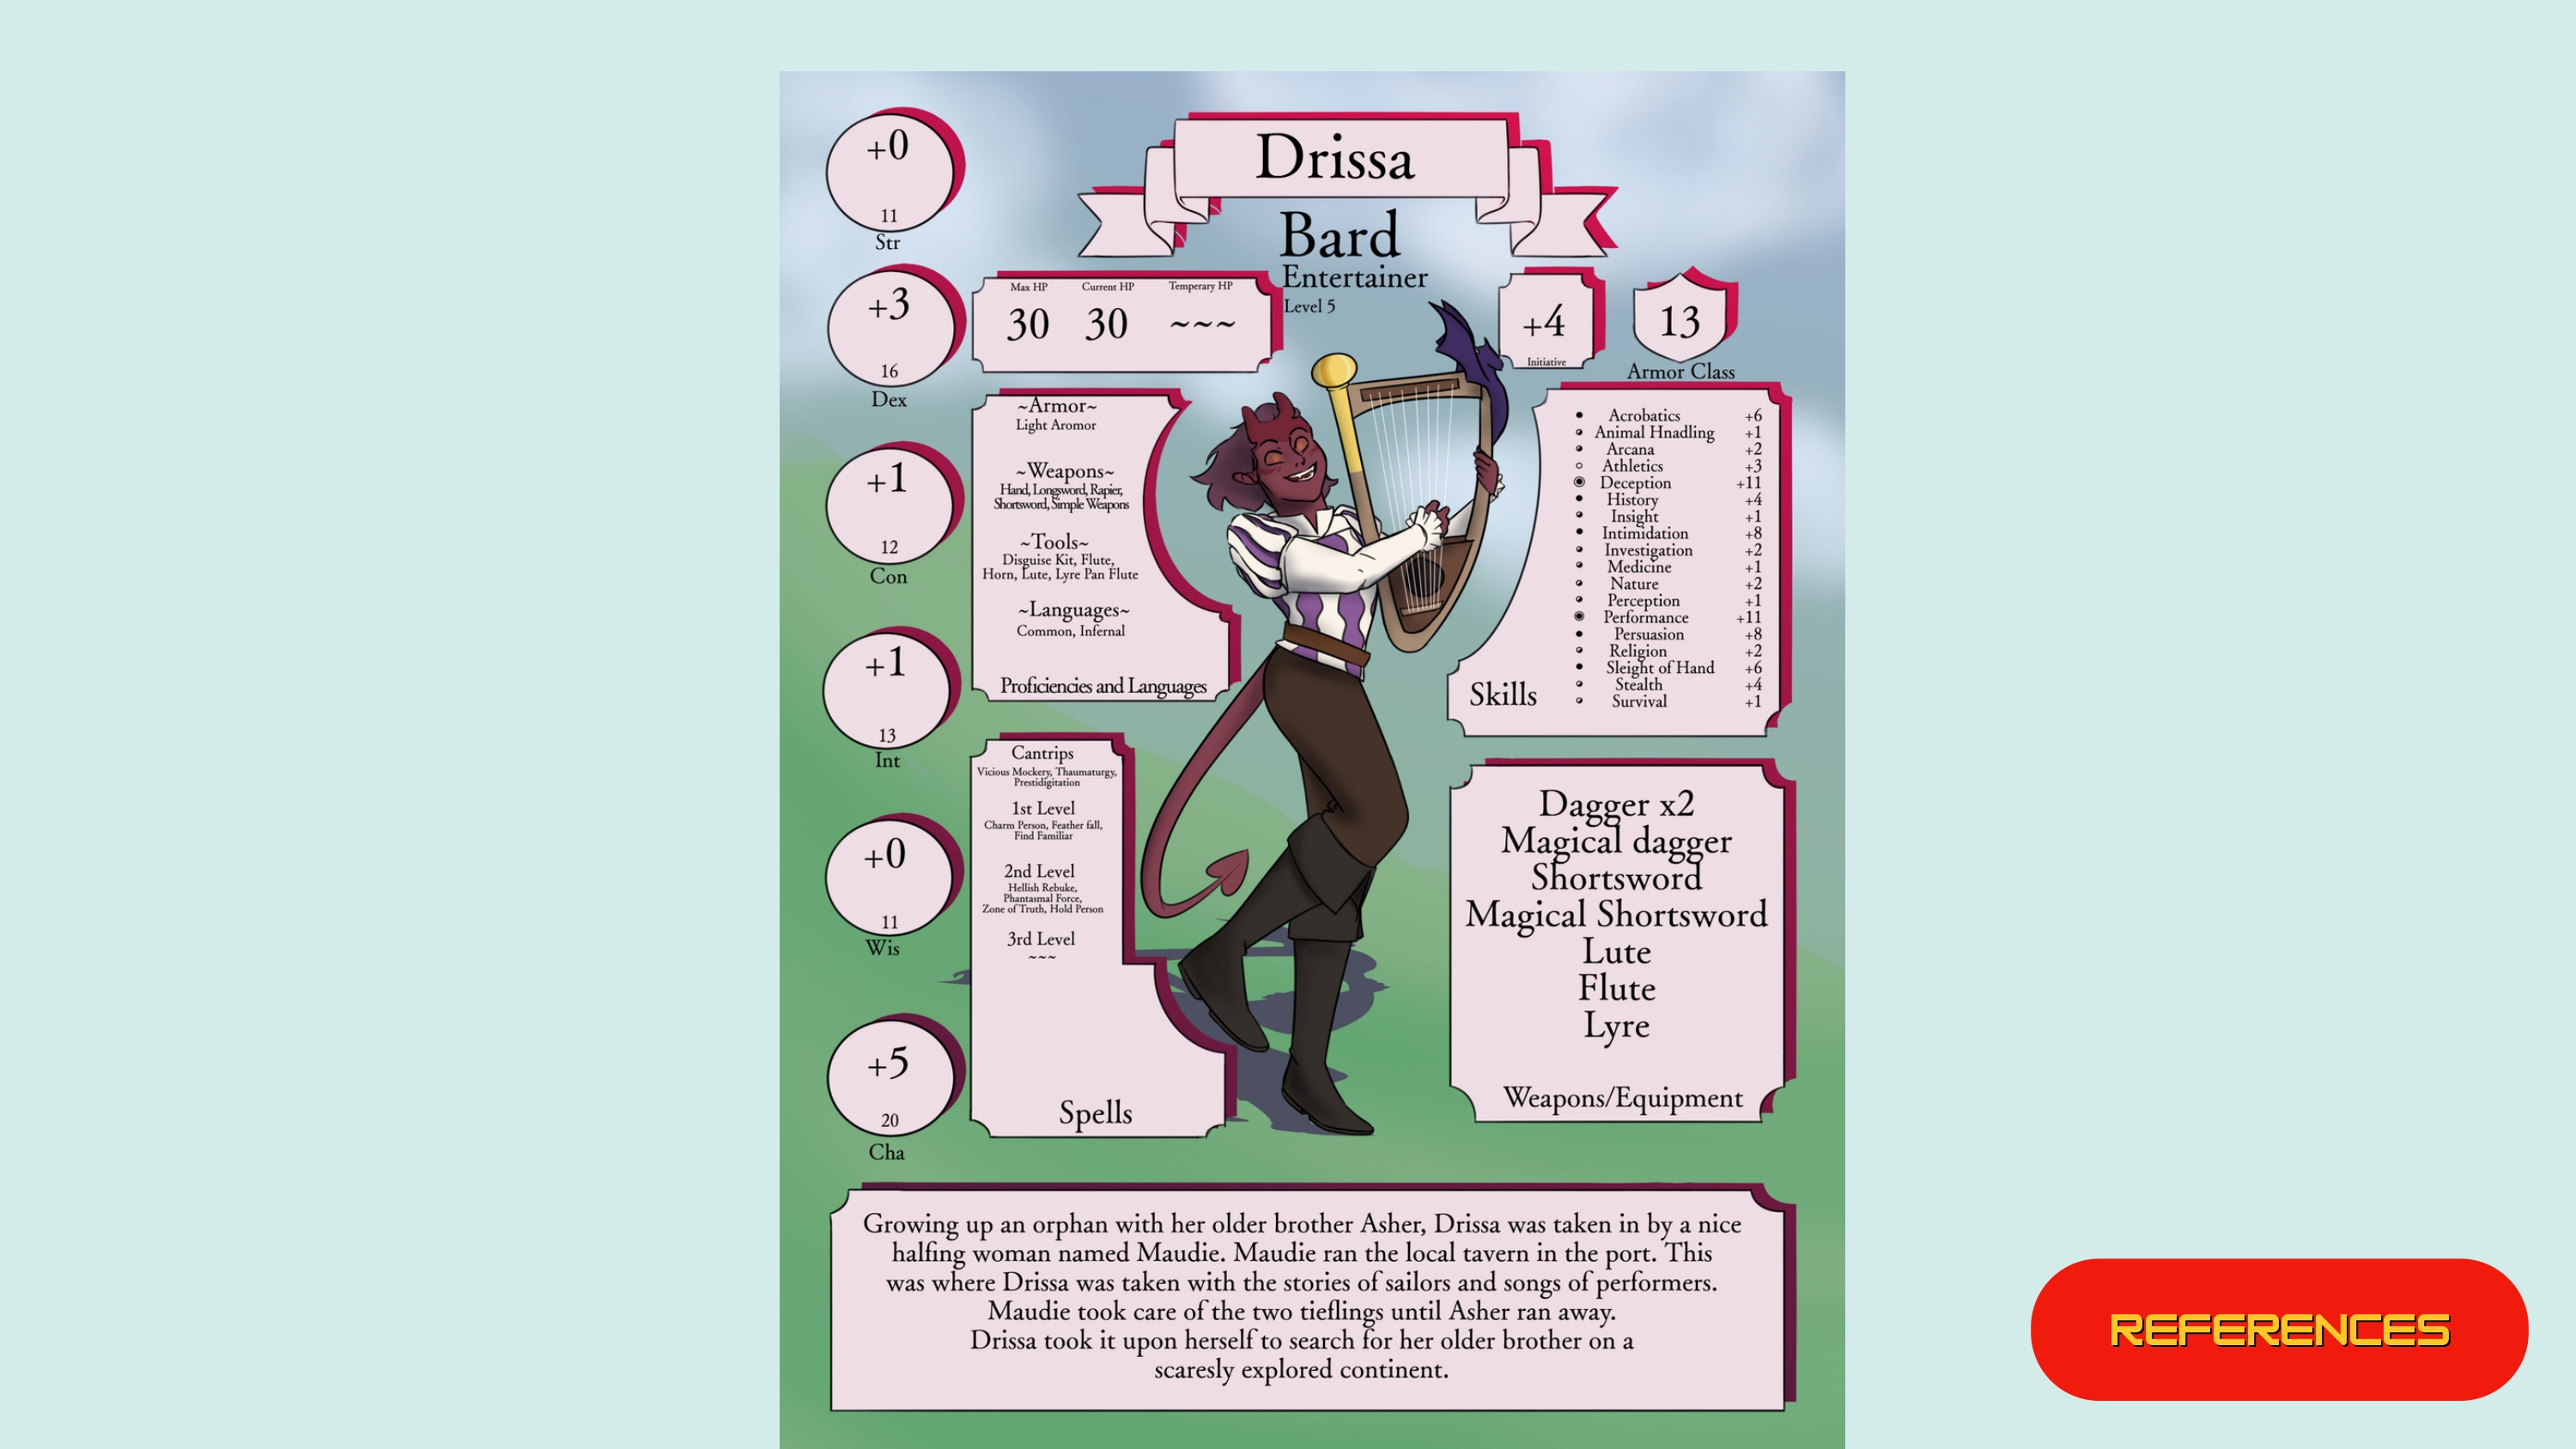 Drissa
Bard
Entertainer
Level 5
+0
11
Str
+3
16
Dex
+1
12
Con
+1
13
Int
+0
11
Wis
+5
20
Cha
Max HP Current HP Temperary HP
30 30 ~~~
+4
Initiative
13
Armor Class
~Armor~
Light Aromor
~Weapons~
Hand, Longsword, Rapier,
Shortsword, Simple Weapons
~Tools~
Disguise Kit, Flute,
Horn, Lute, Lyre Pan Flute
~Languages~
Common, Infernal
Proficiencies and Languages
Acrobatics +6
Animal Hnadling +1
Arcana +2
Athletics +3
Deception +11
History +4
Insight +1
Intimidation +8
Investigation +2
Medicine +1
Nature +2
Perception +1
Performance +11
Persuasion +8
Religion +2
Sleight of Hand +6
Stealth +4
Survival +1
Skills
Cantrips
Vicious Mockery, Thaumaturgy,
Prestidigitation
1st Level
Charm Person, Feather fall,
Find Familiar
2nd Level
Hellish Rebuke,
Phantasmal Force,
Zone of Truth, Hold Person
3rd Level
~~~
Spells
Dagger x2
Magical dagger
Shortsword
Magical Shortsword
Lute
Flute
Lyre
Weapons/Equipment
Growing up an orphan with her older brother Asher, Drissa was taken in by a nice
halfing woman named Maudie. Maudie ran the local tavern in the port. This
was where Drissa was taken with the stories of sailors and songs of performers.
Maudie took care of the two tieflings until Asher ran away.
Drissa took it upon herself to search for her older brother on a
scaresly explored continent.
REFERENCES